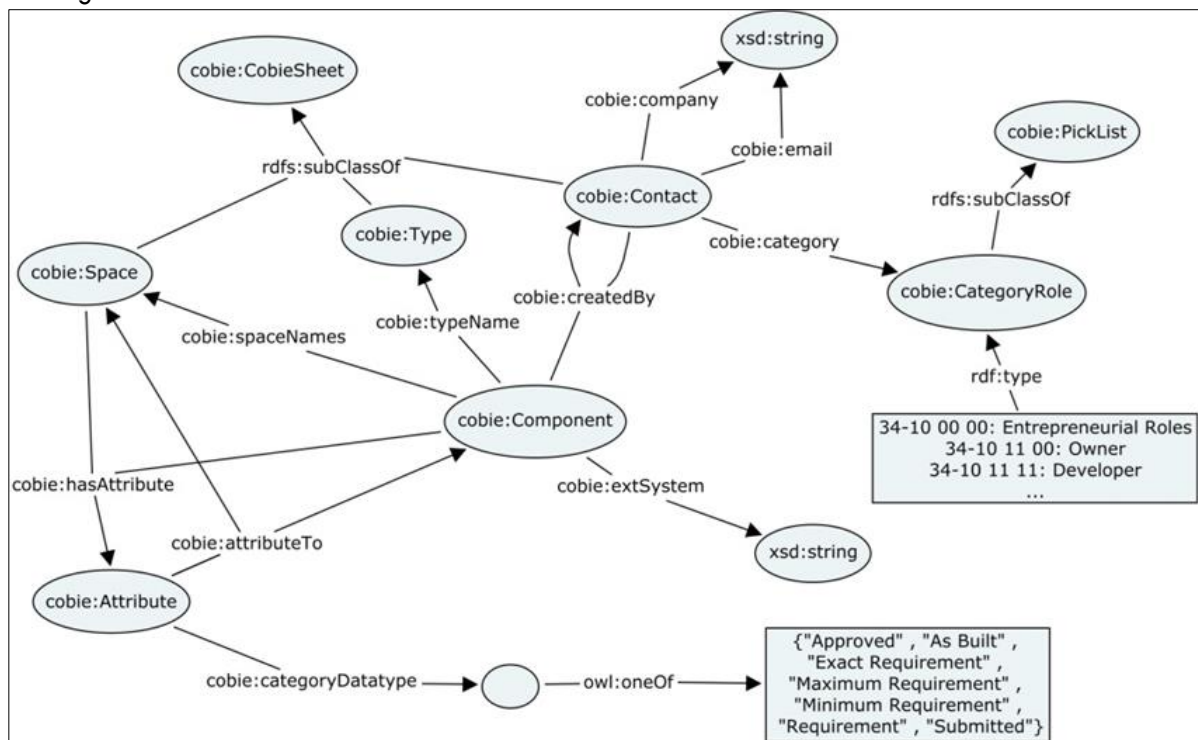 xsd:string
cobie:CobieSheet
cobie:company
cobie:PickList
cobie:email
rdfs:subClassOf
cobie:Contact
rdfs:subClassOf
cobie:Type
cobie:category
cobie:Space
cobie:CategoryRole
cobie:createdBy
cobie:typeName
cobie:spaceNames
rdf:type
cobie:Component
34-10 00 00: Entrepreneurial Roles
34-10 11 00: Owner
34-10 11 11: Developer
...
cobie:hasAttribute
cobie:extSystem
cobie:attributeTo
xsd:string
cobie:Attribute
{"Approved" , "As Built" ,
"Exact Requirement" ,
"Maximum Requirement" ,
"Minimum Requirement" ,
"Requirement" , "Submitted"}
cobie:categoryDatatype
owl:oneOf